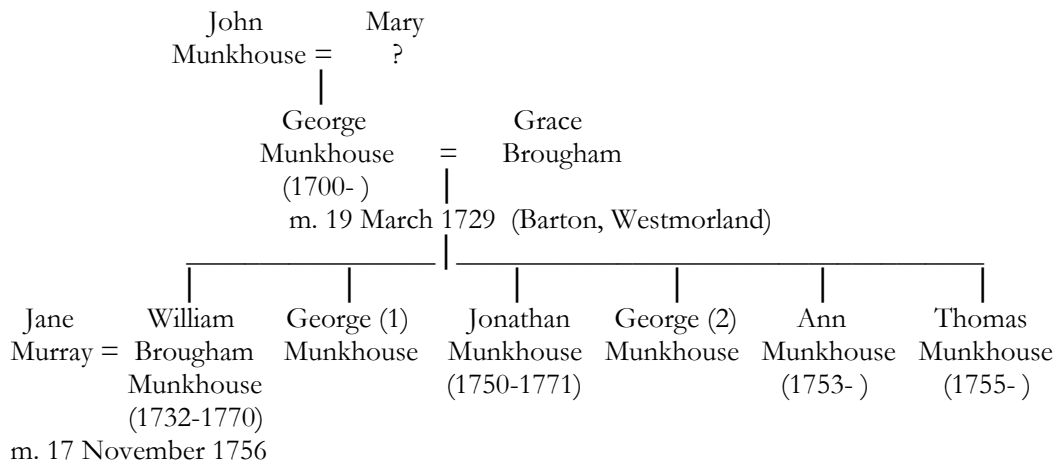 John Mary
Munkhouse = ?
George Grace
Munkhouse = Brougham
(1700- )
m. 19 March 1729 (Barton, Westmorland)
Jane William George (1) Jonathan George (2) Ann Thomas
Murray = Brougham Munkhouse Munkhouse Munkhouse Munkhouse Munkhouse
Munkhouse (1750-1771) (1753- ) (1755- )
(1732-1770)
m. 17 November 1756